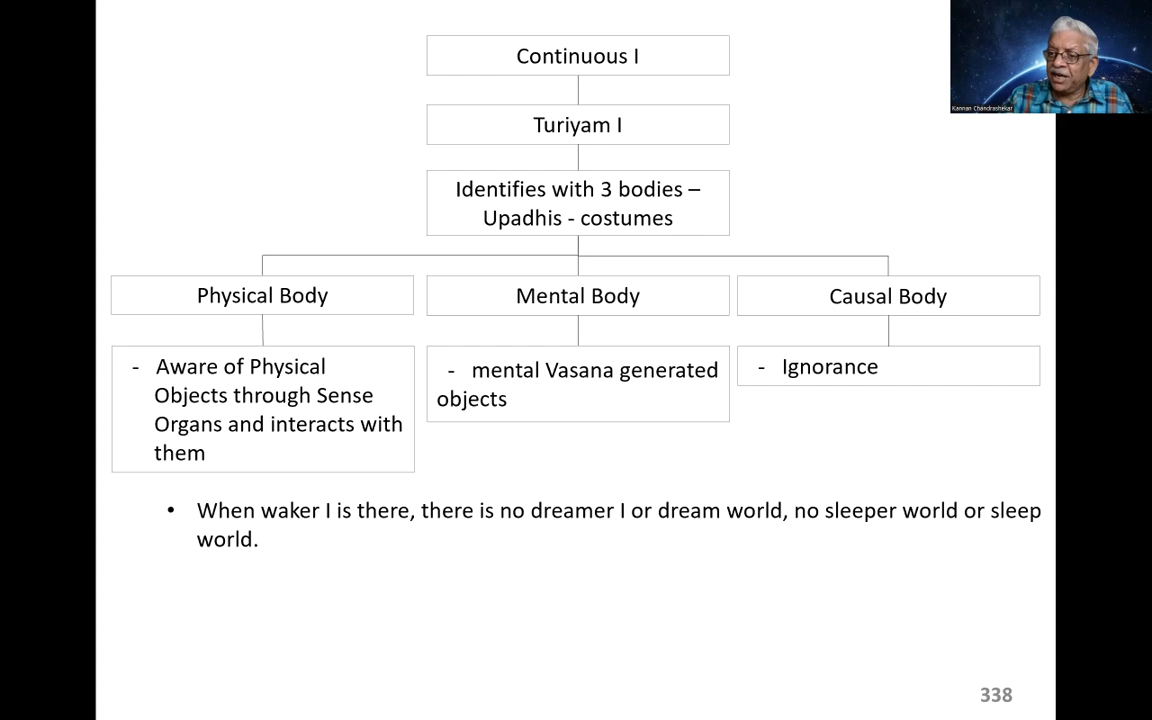 Continuous I
Turiyam I
Identifies with 3 bodies –
Upadhis - costumes
Physical Body
Mental Body
Causal Body
- Aware of Physical
Objects through Sense
Organs and interacts with
them
- mental Vasana generated
objects
- Ignorance
• When waker I is there, there is no dreamer I or dream world, no sleeper world or sleep
world.
338
Kannan Chandrashekar